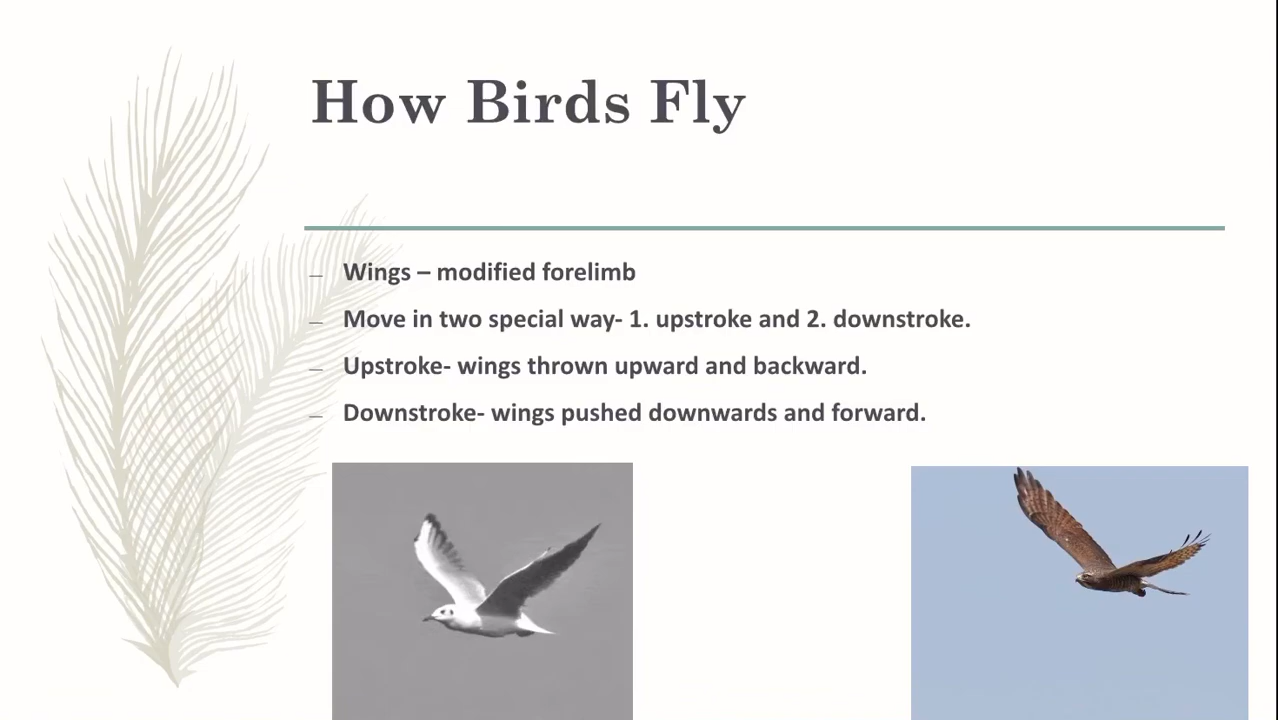 How Birds Fly
– Wings – modified forelimb
– Move in two special way- 1. upstroke and 2. downstroke.
– Upstroke- wings thrown upward and backward.
– Downstroke- wings pushed downwards and forward.